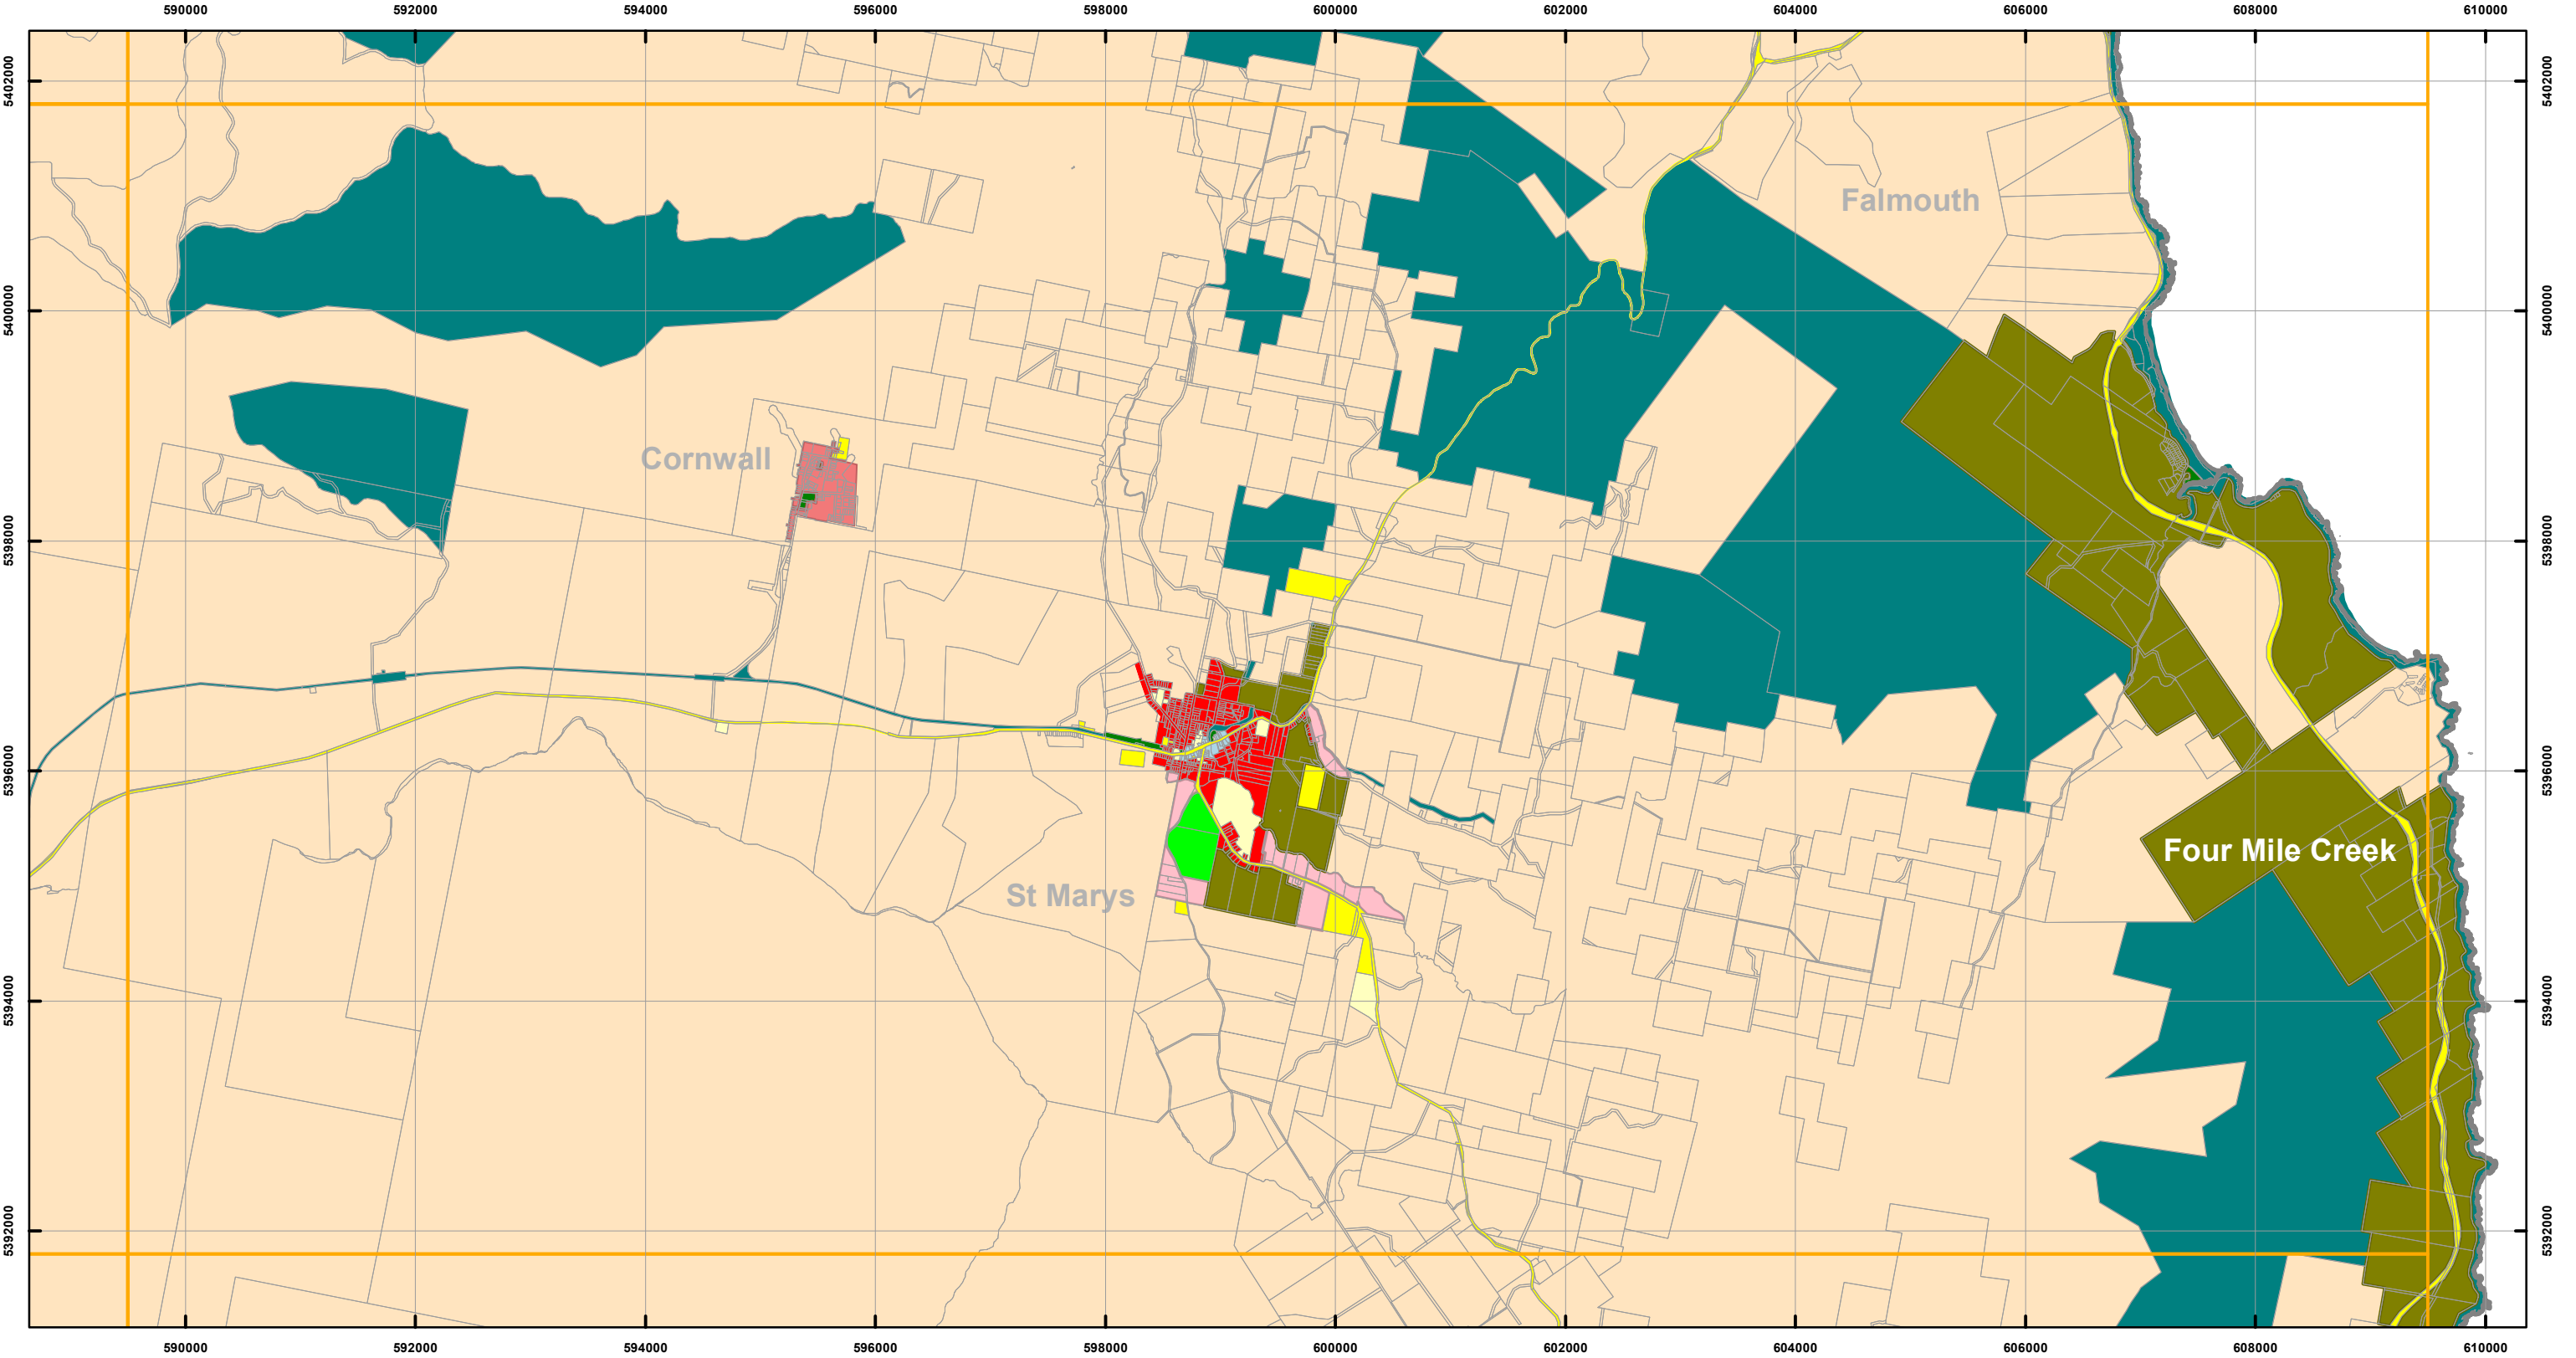 590000 592000 594000 596000 598000 600000 602000 604000 606000 608000 610000
5402000 5402000
Falmouth
5400000 5400000
Cornwall
5398000 5398000
5396000 5396000
Four Mile Creek
St Marys
5394000 5394000
5392000 5392000
590000 592000 594000 596000 598000 600000 602000 604000 606000 608000 610000